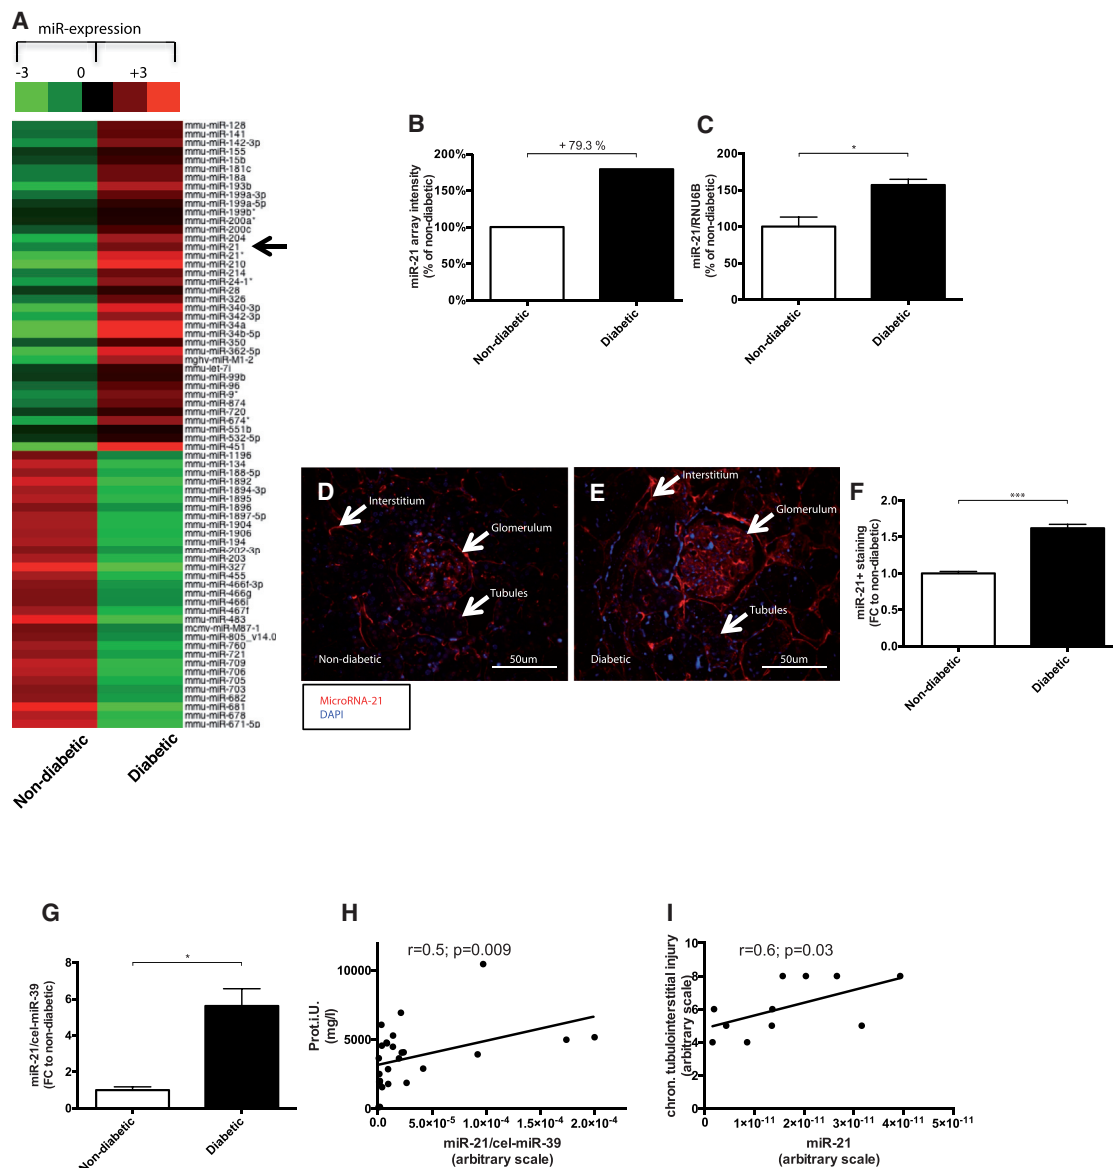 A
miR-expression
-3 0 +3
mmu-miR-128
mmu-miR-141
mmu-miR-142-3p
mmu-miR-155
mmu-miR-15b
mmu-miR-181c
mmu-miR-18a
mmu-miR-193b
mmu-miR-199a-3p
mmu-miR-199a-5p
mmu-miR-199b*
mmu-miR-200a*
mmu-miR-200c
mmu-miR-204
mmu-miR-21
mmu-miR-21*
mmu-miR-210
mmu-miR-214
mmu-miR-24-1*
mmu-miR-28
mmu-miR-326
mmu-miR-340-3p
mmu-miR-342-3p
mmu-miR-34a
mmu-miR-34b-5p
mmu-miR-350
mmu-miR-362-5p
mghv-miR-M1-2
mmu-let-7i
mmu-miR-99b
mmu-miR-96
mmu-miR-9*
mmu-miR-874
mmu-miR-720
mmu-miR-674*
mmu-miR-551b
mmu-miR-532-5p
mmu-miR-451
mmu-miR-1196
mmu-miR-134
mmu-miR-188-5p
mmu-miR-1892
mmu-miR-1894-3p
mmu-miR-1895
mmu-miR-1896
mmu-miR-1897-5p
mmu-miR-1904
mmu-miR-1906
mmu-miR-194
mmu-miR-202-3p
mmu-miR-203
mmu-miR-327
mmu-miR-455
mmu-miR-466f-3p
mmu-miR-466g
mmu-miR-466i
mmu-miR-467f
mmu-miR-483
mcmv-miR-M87-1
mmu-miR-805_v14.0
mmu-miR-760
mmu-miR-721
mmu-miR-709
mmu-miR-706
mmu-miR-705
mmu-miR-703
mmu-miR-682
mmu-miR-681
mmu-miR-678
mmu-miR-671-5p
Non-diabetic
Diabetic
B
miR-21 array intensity
(% of non-diabetic)
200%
150%
100%
50%
0%
+ 79.3 %
Non-diabetic
Diabetic
C
miR-21/RNU6B
(% of non-diabetic)
200
150
100
50
0
*
Non-diabetic
Diabetic
D
Interstitium
Glomerulum
Tubules
Non-diabetic
50um
E
Interstitium
Glomerulum
Tubules
Diabetic
50um
MicroRNA-21
DAPI
F
miR-21+ staining
(FC to non-diabetic)
2.0
1.5
1.0
0.5
0.0
***
Non-diabetic
Diabetic
G
miR-21/cel-miR-39
(FC to non-diabetic)
8
6
4
2
0
*
Non-diabetic
Diabetic
H
r=0.5; p=0.009
Prot.i.U.
(mg/l)
10000
5000
0
0.0 5.0×10⁻⁵ 1.0×10⁻⁴ 1.5×10⁻⁴ 2.0×10⁻⁴
miR-21/cel-miR-39
(arbitrary scale)
I
r=0.6; p=0.03
chron. tubulointerstitial injury
(arbitrary scale)
10
8
6
4
2
0
0 1×10⁻¹¹ 2×10⁻¹¹ 3×10⁻¹¹ 4×10⁻¹¹ 5×10⁻¹¹
miR-21
(arbitrary scale)